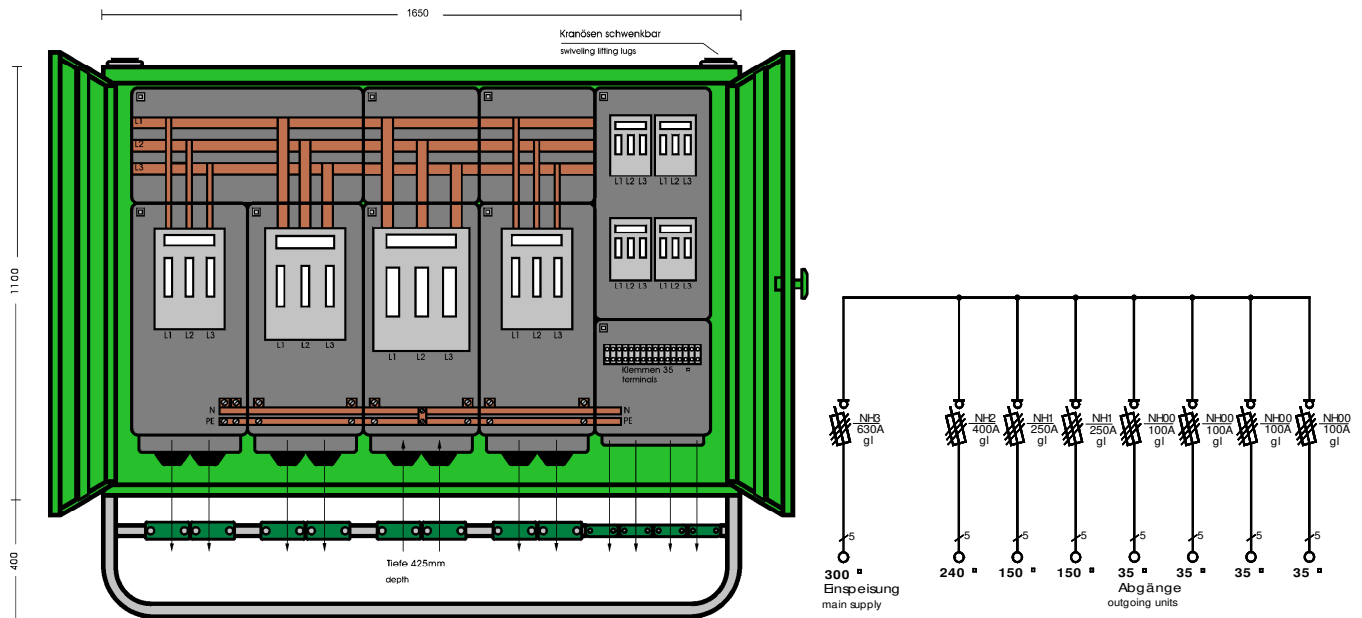 1650
Kranösen schwenkbar
swiveling lifting lugs
1100
400
L1
L2
L3
L1 L2 L3 L1 L2 L3
L1 L2 L3 L1 L2 L3
L1 L2 L3
L1 L2 L3
L1 L2 L3
L1 L2 L3
Klemmen 35
terminals
N N
PE PE
Tiefe 425mm
depth
NH3
630A
gl
NH2
400A
gl
NH1
250A
gl
NH1
250A
gl
NH00
100A
gl
NH00
100A
gl
NH00
100A
gl
NH00
100A
gl
5 5 5 5 5 5 5 5
300 240 150 150 35 35 35 35
Einspeisung
main supply
Abgänge
outgoing units